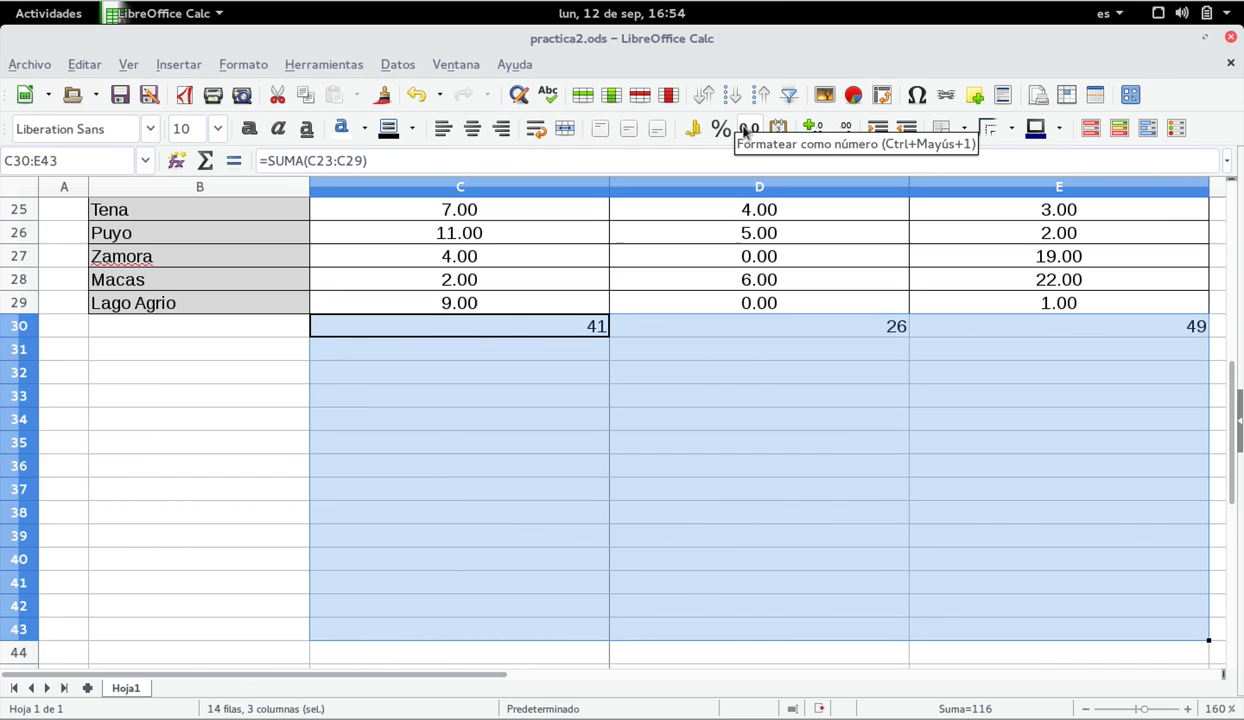 Actividades LibreOffice Calc lun, 12 de sep, 16:54 es
practica2.ods – LibreOffice Calc
Archivo Editar Ver Insertar Formato Herramientas Datos Ventana Ayuda
Liberation Sans 10
Formatear como número (Ctrl+Mayús+1)
C30:E43 =SUMA(C23:C29)
A B C D E
25 Tena 7.00 4.00 3.00
26 Puyo 11.00 5.00 2.00
27 Zamora 4.00 0.00 19.00
28 Macas 2.00 6.00 22.00
29 Lago Agrio 9.00 0.00 1.00
30 41 26 49
31
32
33
34
35
36
37
38
39
40
41
42
43
44
Hoja1
Hoja 1 de 1 14 filas, 3 columnas (sel.) Predeterminado Suma=116 160 %